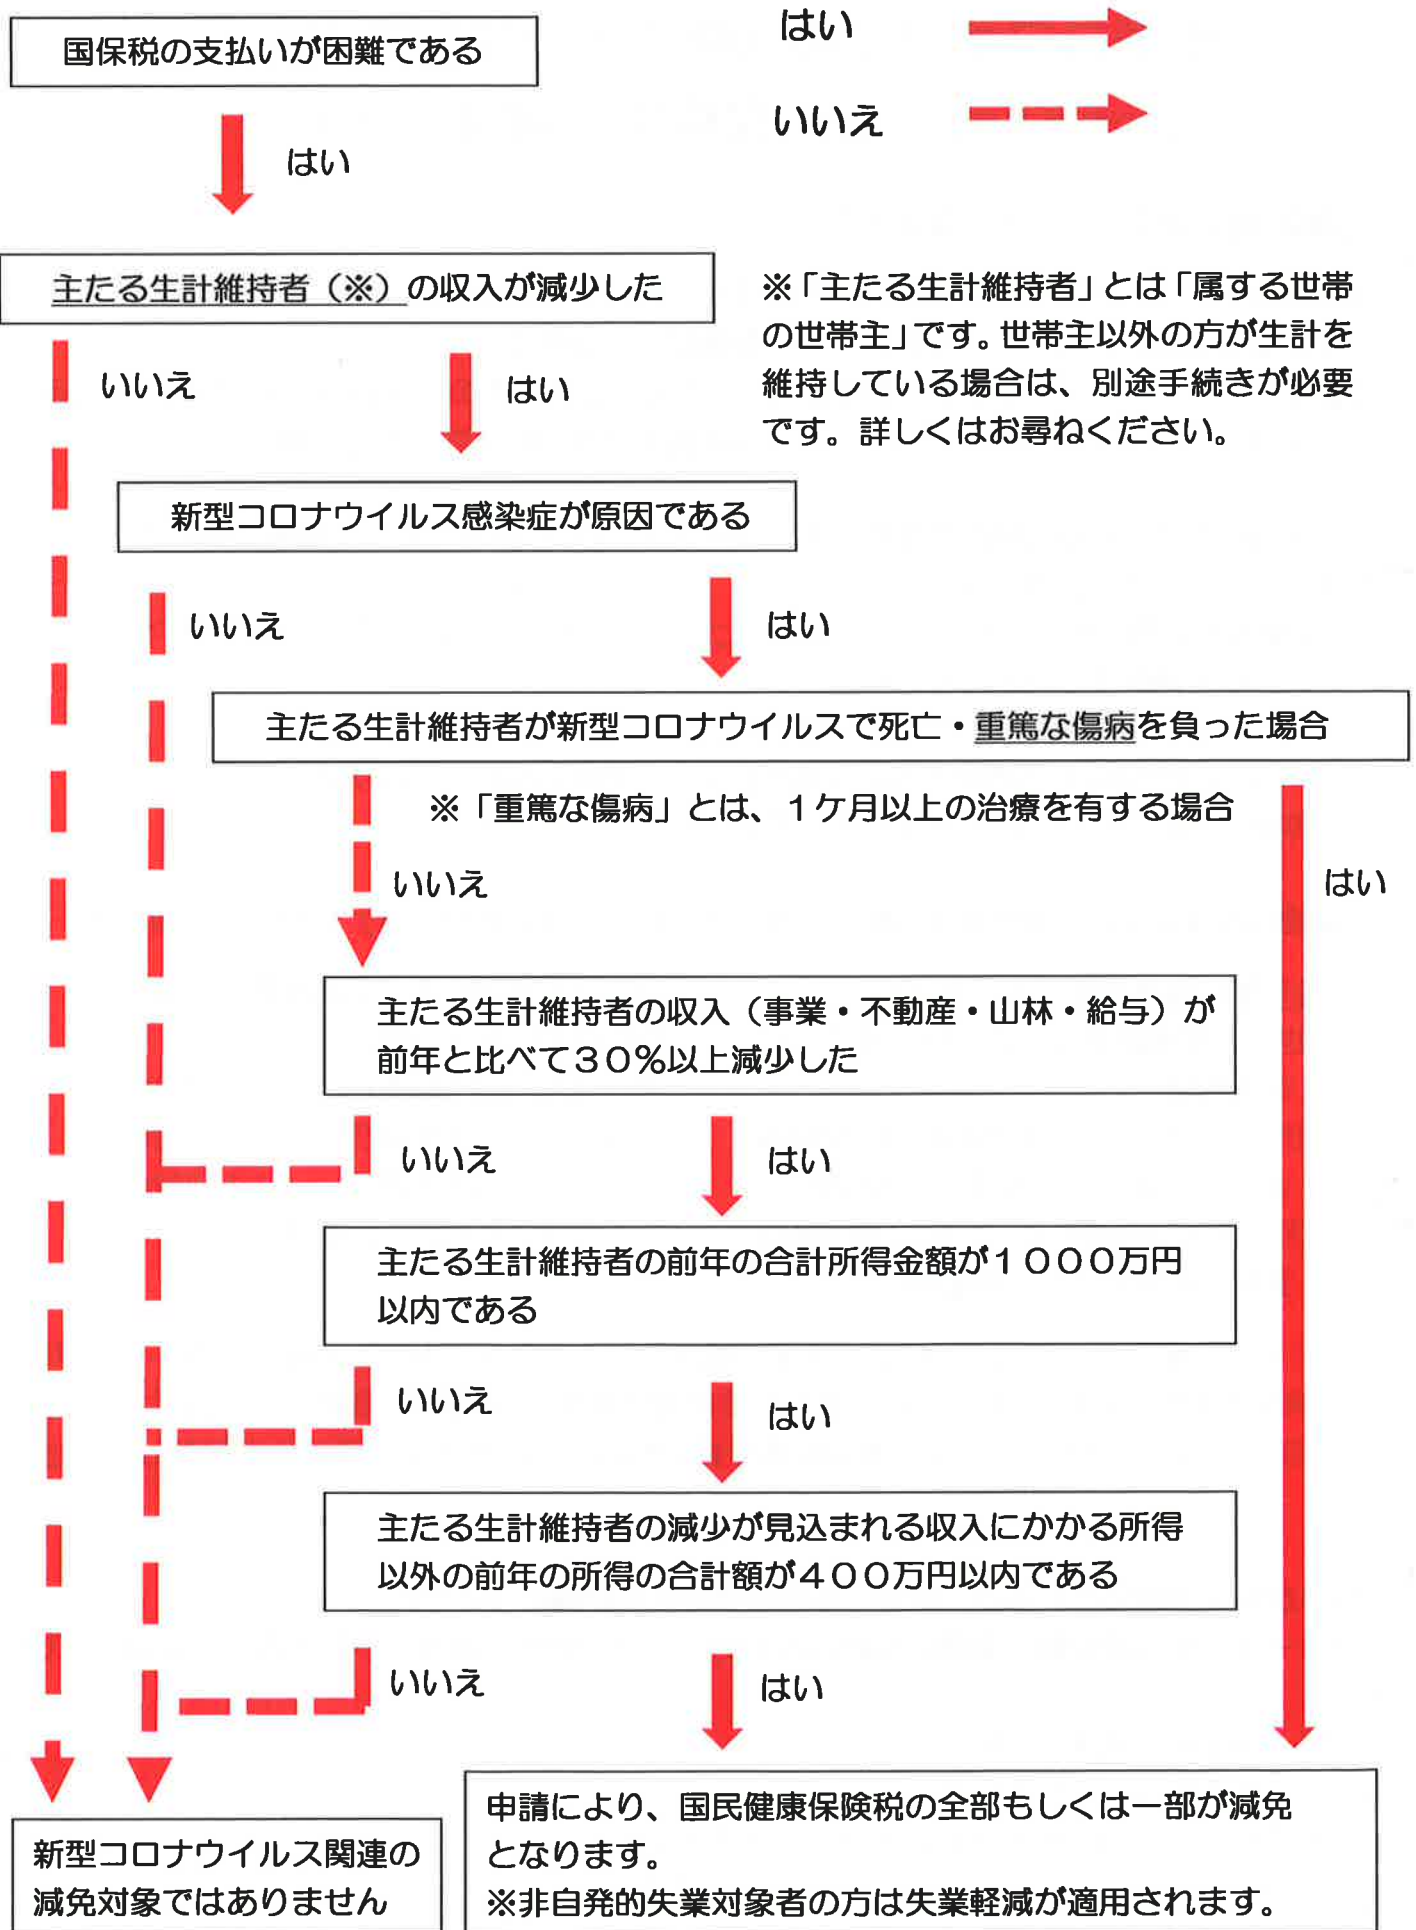 国保税の支払いが困難である
はい
いいえ
はい
主たる生計維持者（※）の収入が減少した
※「主たる生計維持者」とは「属する世帯
の世帯主」です。世帯主以外の方が生計を
維持している場合は、別途手続きが必要
です。詳しくはお尋ねください。
いいえ
はい
新型コロナウイルス感染症が原因である
いいえ
はい
主たる生計維持者が新型コロナウイルスで死亡・重篤な傷病を負った場合
※「重篤な傷病」とは、１ケ月以上の治療を有する場合
いいえ
はい
主たる生計維持者の収入（事業・不動産・山林・給与）が
前年と比べて３０％以上減少した
いいえ
はい
主たる生計維持者の前年の合計所得金額が１０００万円
以内である
いいえ
はい
主たる生計維持者の減少が見込まれる収入にかかる所得
以外の前年の所得の合計額が４００万円以内である
いいえ
はい
新型コロナウイルス関連の
減免対象ではありません
申請により、国民健康保険税の全部もしくは一部が減免
となります。
※非自発的失業対象者の方は失業軽減が適用されます。